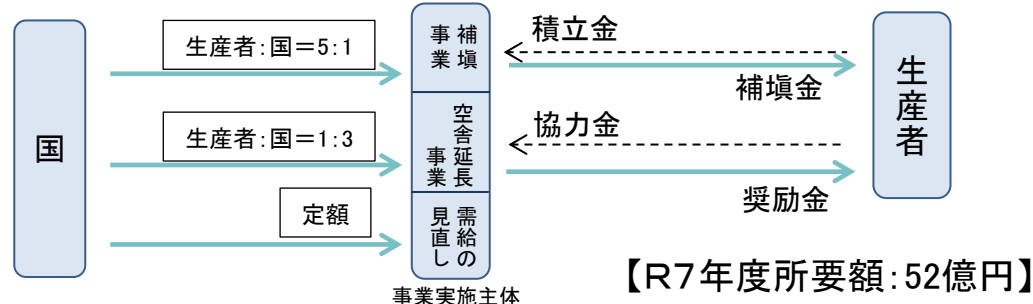 国
生産者:国=5:1
生産者:国=1:3
定額
補塡
事業
空舎延長
事業
需給の
見直し
事業実施主体
積立金
補塡金
協力金
奨励金
生産者
【R7年度所要額:52億円】